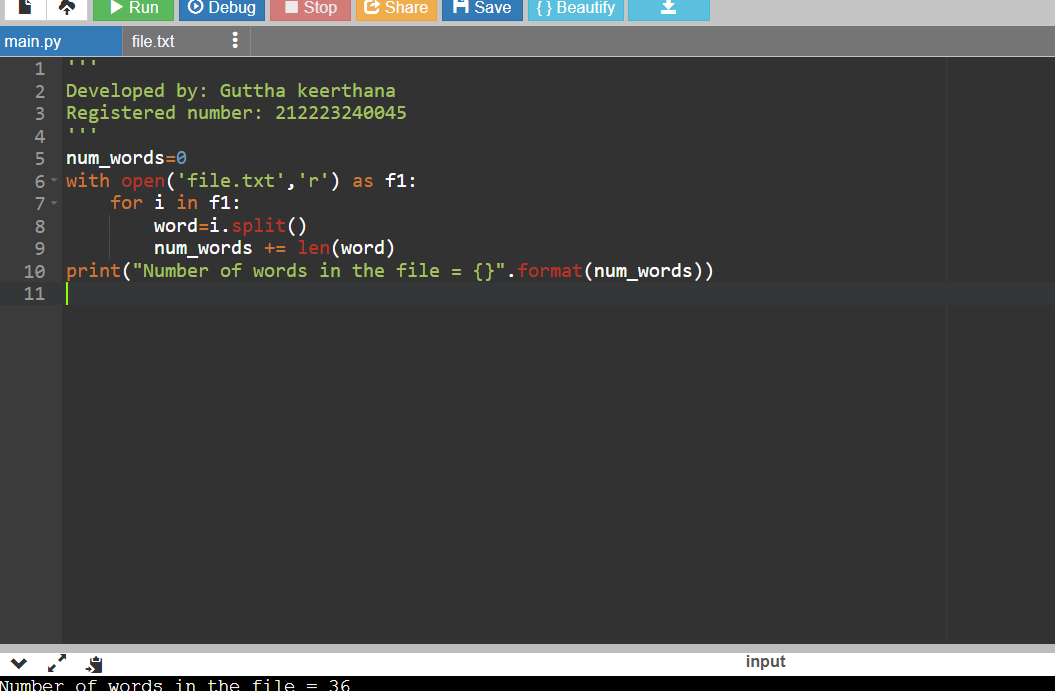 Run Debug Stop Share Save { } Beautify
main.py file.txt
1 '''
2 Developed by: Guttha keerthana
3 Registered number: 212223240045
4 '''
5 num_words=0
6 with open('file.txt','r') as f1:
7     for i in f1:
8         word=i.split()
9         num_words += len(word)
10 print("Number of words in the file = {}".format(num_words))
11
input
Number of words in the file = 36